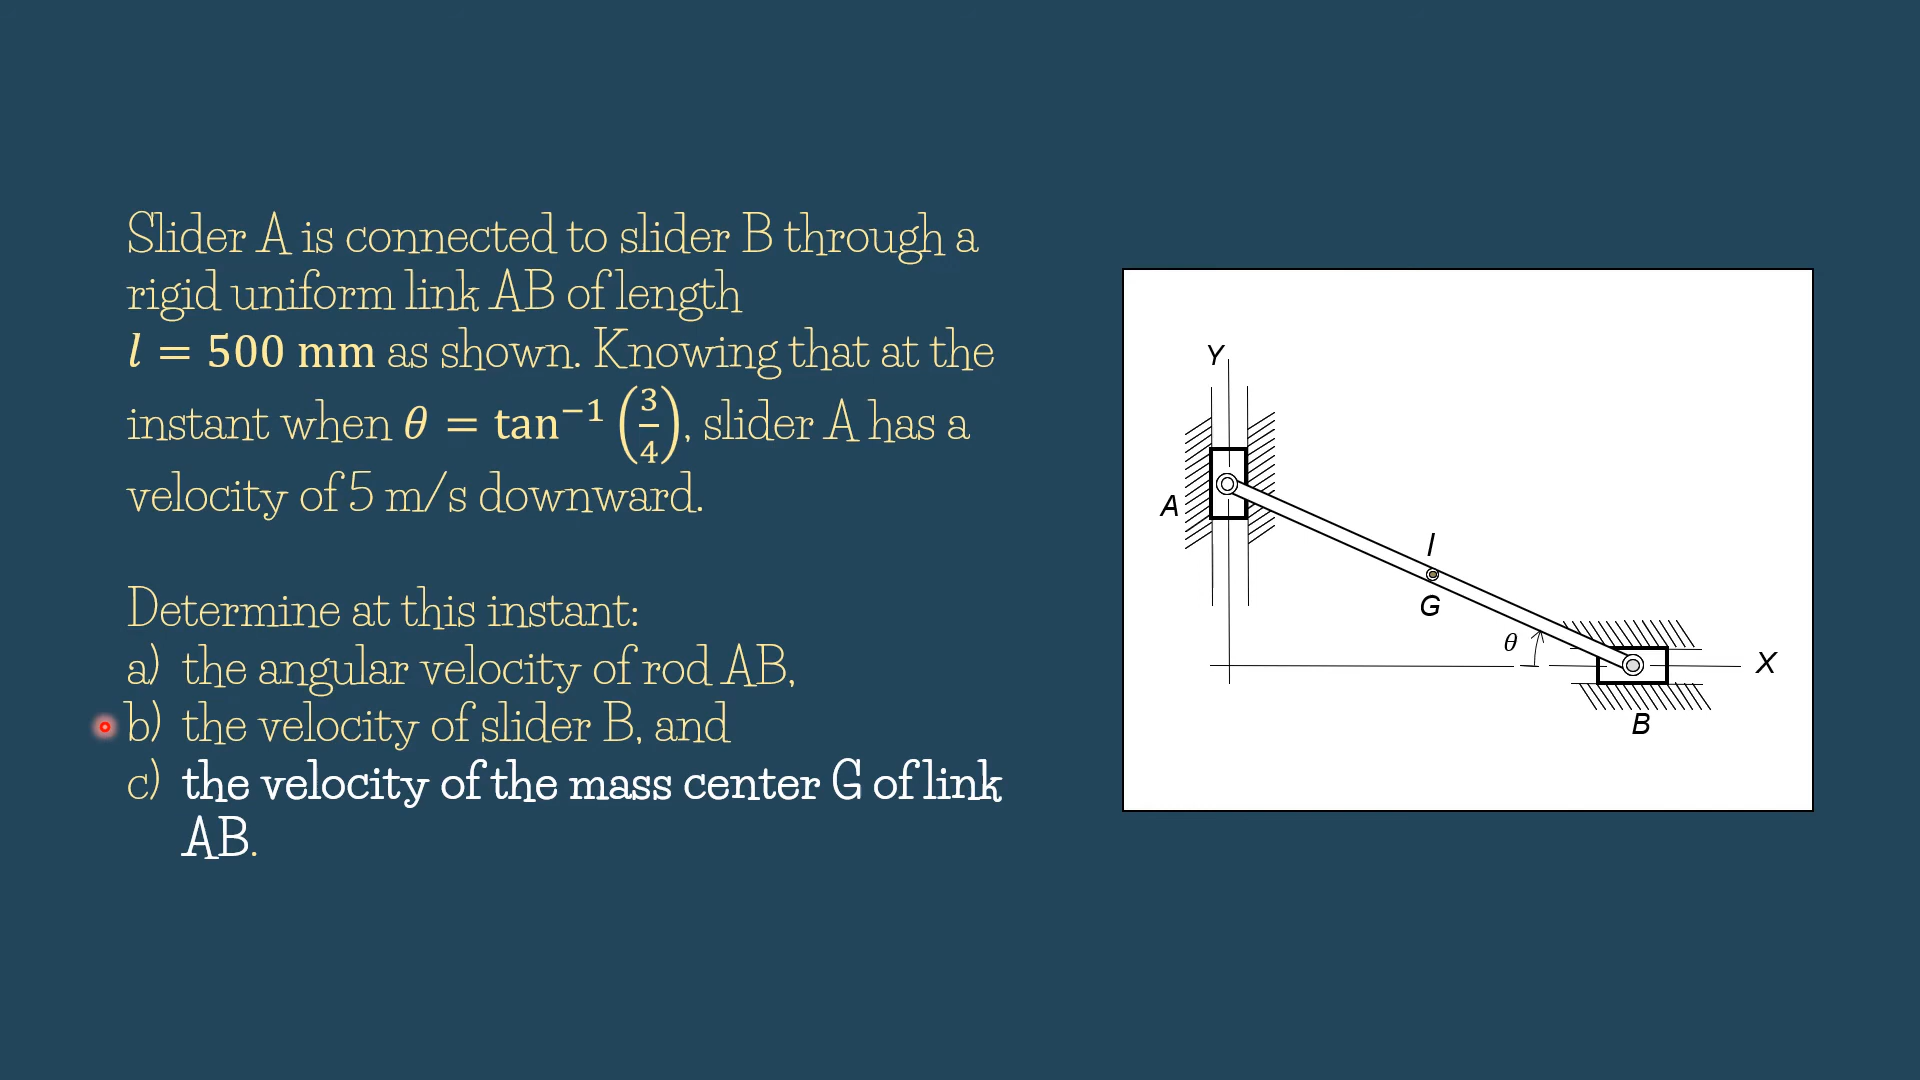 Slider A is connected to slider B through a
rigid uniform link AB of length
l = 500 mm as shown. Knowing that at the
instant when θ = tan⁻¹ (3/4), slider A has a
velocity of 5 m/s downward.
Determine at this instant:
a) the angular velocity of rod AB,
b) the velocity of slider B, and
c) the velocity of the mass center G of link
AB.
Y
A
l
G
θ
X
B